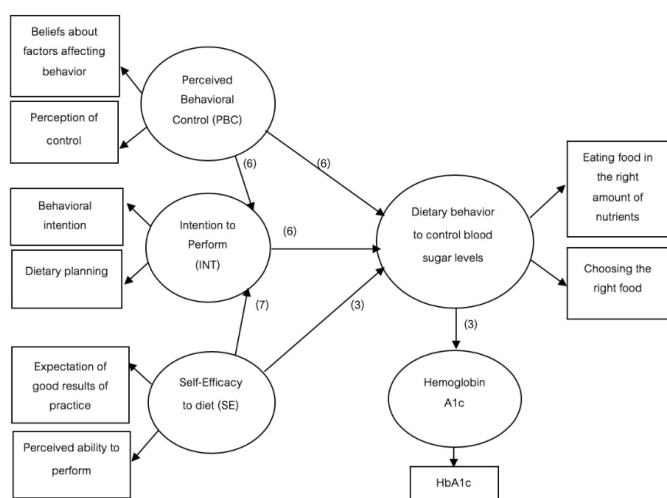 Beliefs about
factors affecting
behavior
Perception of
control
Perceived
Behavioral
Control (PBC)
(6)
(6)
Behavioral
intention
Dietary planning
Intention to
Perform
(INT)
(6)
Dietary behavior
to control blood
sugar levels
Eating food in
the right
amount of
nutrients
Choosing the
right food
(7)
(3)
(3)
Expectation of
good results of
practice
Perceived ability to
perform
Self-Efficacy
to diet (SE)
Hemoglobin
A1c
HbA1c